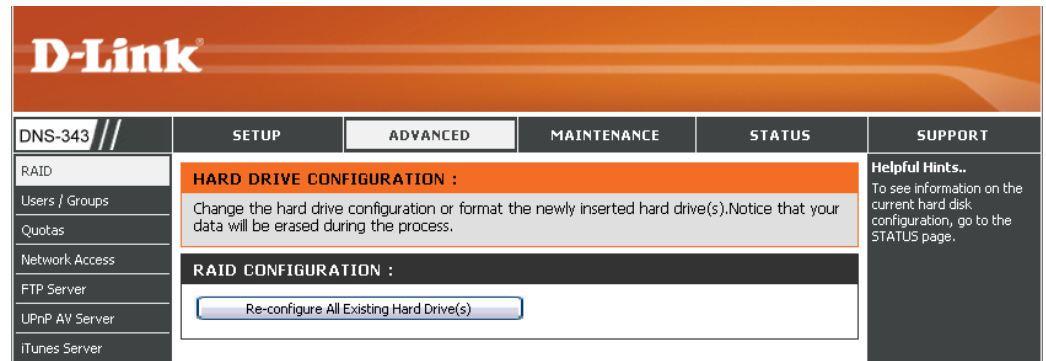 D-Link
DNS-343
SETUP
ADVANCED
MAINTENANCE
STATUS
SUPPORT
RAID
Users / Groups
Quotas
Network Access
FTP Server
UPnP AV Server
iTunes Server
HARD DRIVE CONFIGURATION :
Change the hard drive configuration or format the newly inserted hard drive(s).Notice that your
data will be erased during the process.
RAID CONFIGURATION :
Re-configure All Existing Hard Drive(s)
Helpful Hints..
To see information on the
current hard disk
configuration, go to the
STATUS page.